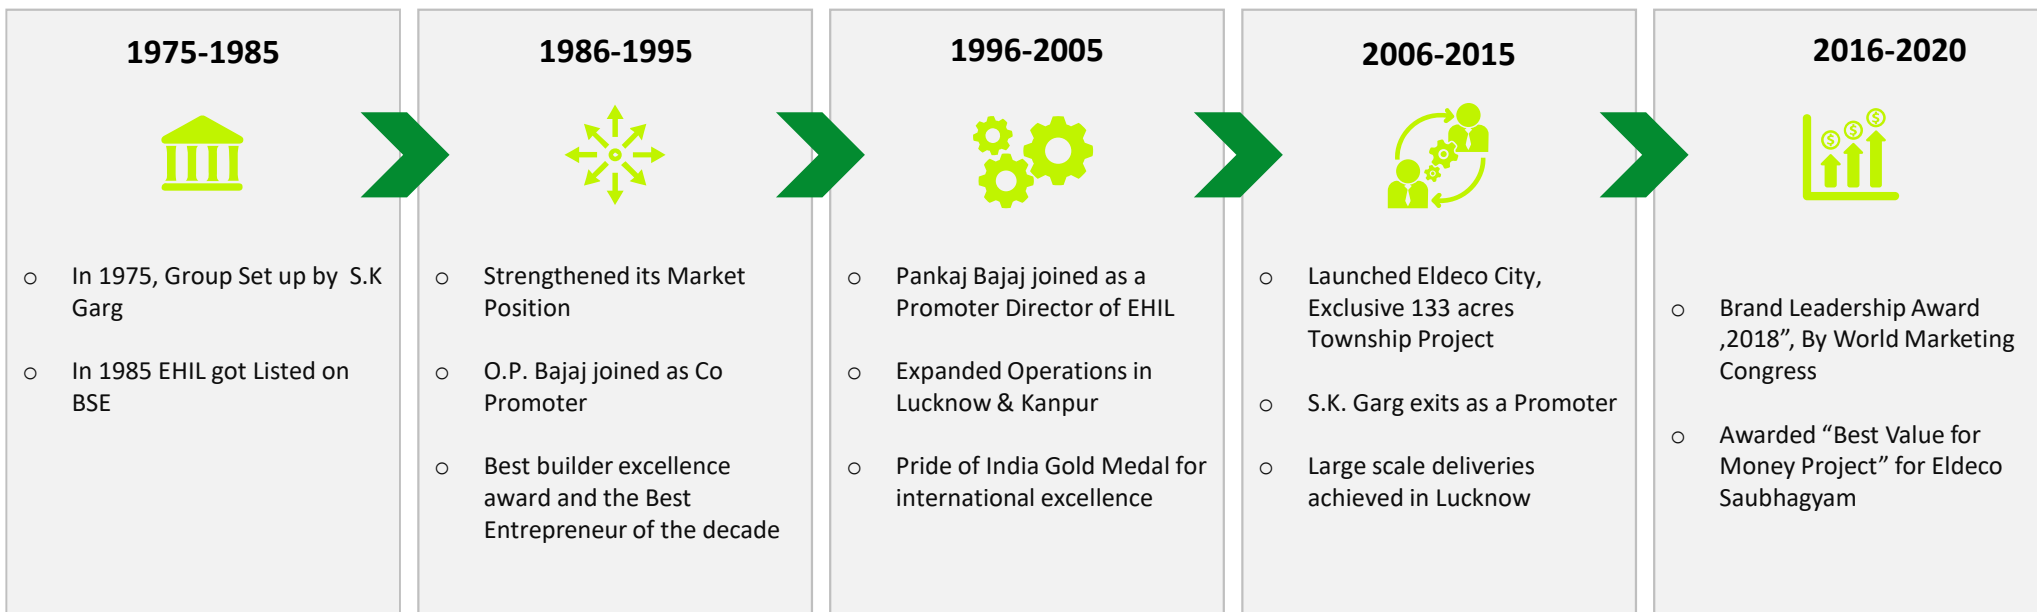 1975-1985
o In 1975, Group Set up by S.K
Garg
o In 1985 EHIL got Listed on
BSE
1986-1995
o Strengthened its Market
Position
o O.P. Bajaj joined as Co
Promoter
o Best builder excellence
award and the Best
Entrepreneur of the decade
1996-2005
o Pankaj Bajaj joined as a
Promoter Director of EHIL
o Expanded Operations in
Lucknow & Kanpur
o Pride of India Gold Medal for
international excellence
2006-2015
o Launched Eldeco City,
Exclusive 133 acres
Township Project
o S.K. Garg exits as a Promoter
o Large scale deliveries
achieved in Lucknow
2016-2020
$ $ $
o Brand Leadership Award
,2018”, By World Marketing
Congress
o Awarded “Best Value for
Money Project” for Eldeco
Saubhagyam